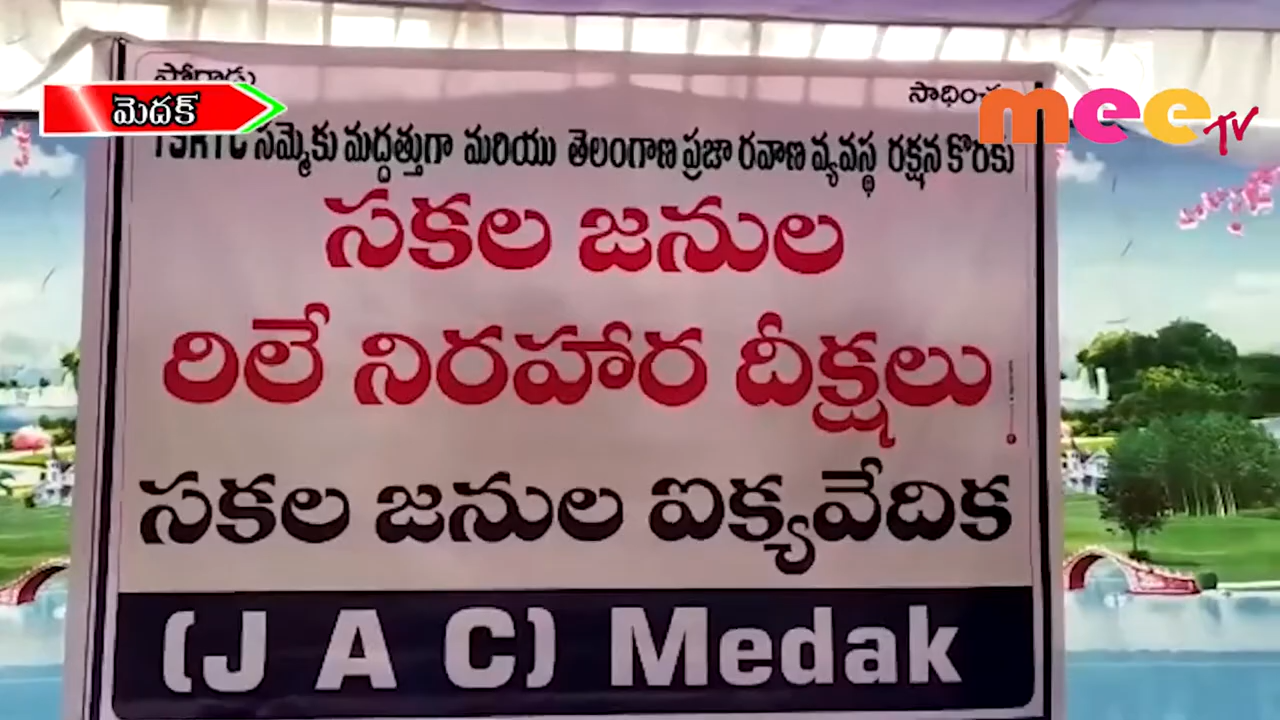 పోరాడు
సాధించు
మెదక్
mee TV
TSRTC సమ్మెకు మద్దత్తుగా మరియు తెలంగాణ ప్రజా రవాణ వ్యవస్థ రక్షన కొరకు
సకల జనుల
రిలే నిరహార దీక్షలు
సకల జనుల ఐక్యవేదిక
(J A C) Medak